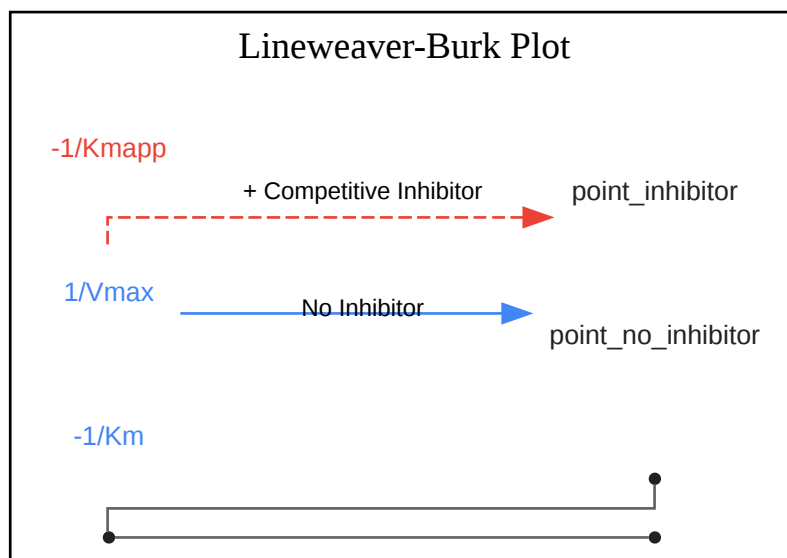 Lineweaver-Burk Plot
-1/Kmapp
+ Competitive Inhibitor
point_inhibitor
1/Vmax
No Inhibitor
point_no_inhibitor
-1/Km